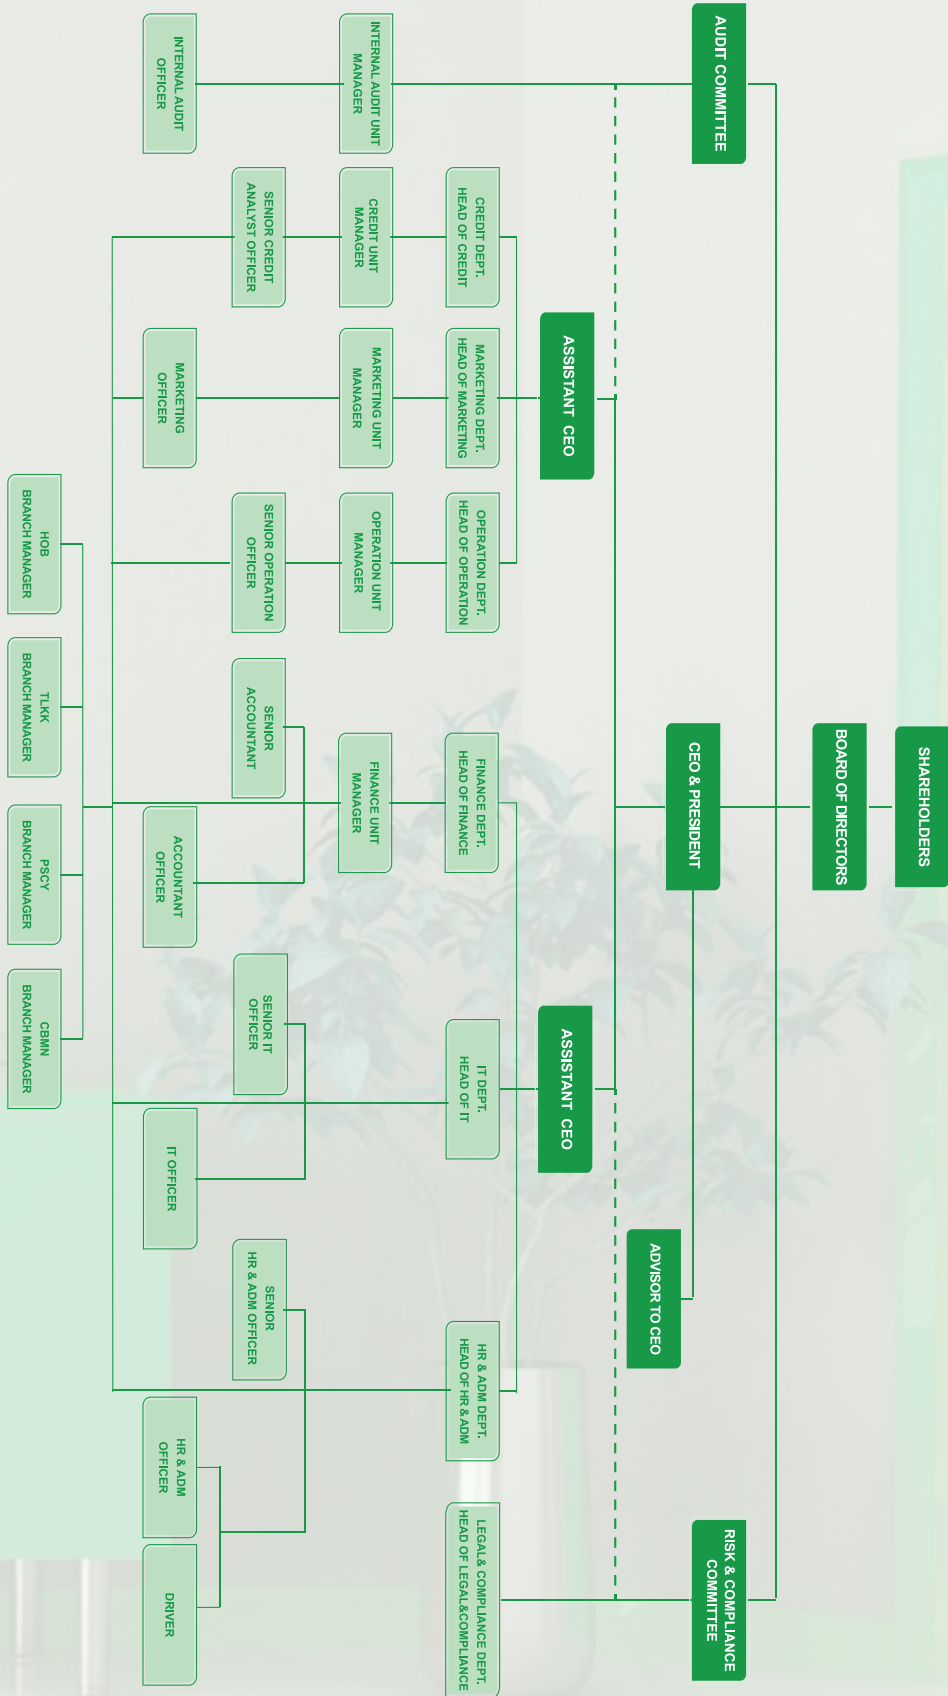 SHAREHOLDERS
BOARD OF DIRECTORS
AUDIT COMMITTEE
CEO & PRESIDENT
RISK & COMPLIANCE
COMMITTEE
ADVISOR TO CEO
ASSISTANT CEO
ASSISTANT CEO
CREDIT DEPT.
HEAD OF CREDIT
MARKETING DEPT.
HEAD OF MARKETING
OPERATION DEPT.
HEAD OF OPERATION
FINANCE DEPT.
HEAD OF FINANCE
IT DEPT.
HEAD OF IT
HR & ADM DEPT.
HEAD OF HR & ADM
LEGAL& COMPLIANCE DEPT.
HEAD OF LEGAL&COMPLIANCE
INTERNAL AUDIT UNIT
MANAGER
CREDIT UNIT
MANAGER
MARKETING UNIT
MANAGER
OPERATION UNIT
MANAGER
FINANCE UNIT
MANAGER
SENIOR CREDIT
ANALYST OFFICER
SENIOR OPERATION
OFFICER
SENIOR
ACCOUNTANT
SENIOR IT
OFFICER
SENIOR
HR & ADM OFFICER
INTERNAL AUDIT
OFFICER
MARKETING
OFFICER
ACCOUNTANT
OFFICER
IT OFFICER
HR & ADM
OFFICER
DRIVER
HOB
BRANCH MANAGER
TLKK
BRANCH MANAGER
PSCY
BRANCH MANAGER
CBMN
BRANCH MANAGER